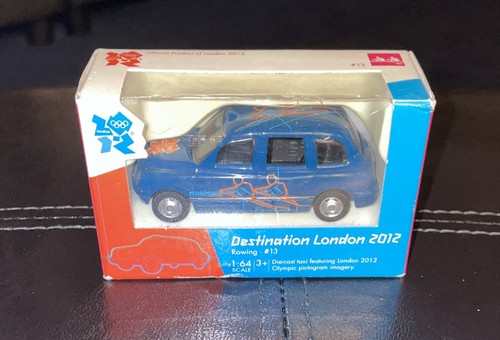 Official Product of London 2012
#13
london
rowing
Destination London 2012
Rowing - #13
1:64 SCALE 3+
Diecast taxi featuring London 2012
Olympic pictogram imagery.